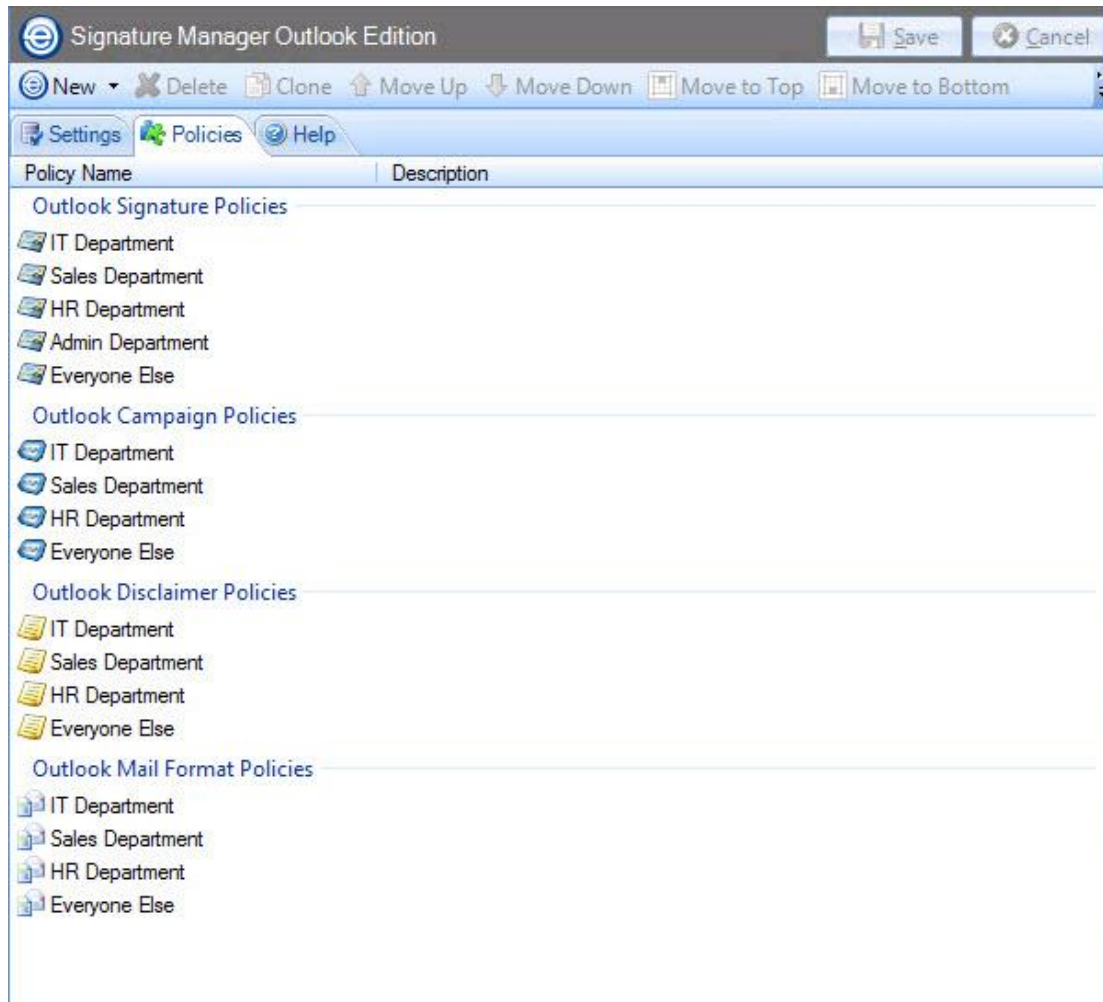 Signature Manager Outlook Edition Save Cancel
New Delete Clone Move Up Move Down Move to Top Move to Bottom
Settings Policies Help
Policy Name Description
Outlook Signature Policies
IT Department
Sales Department
HR Department
Admin Department
Everyone Else
Outlook Campaign Policies
IT Department
Sales Department
HR Department
Everyone Else
Outlook Disclaimer Policies
IT Department
Sales Department
HR Department
Everyone Else
Outlook Mail Format Policies
IT Department
Sales Department
HR Department
Everyone Else